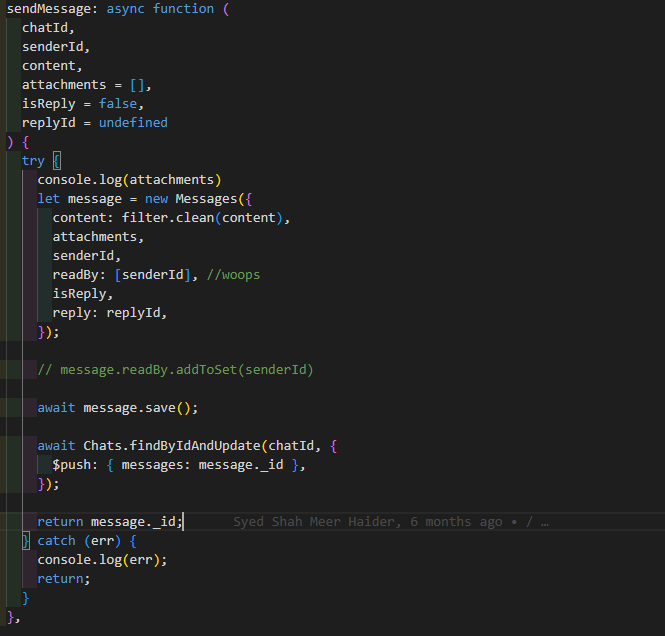 sendMessage: async function (
chatId,
senderId,
content,
attachments = [],
isReply = false,
replyId = undefined
) {
try {
console.log(attachments)
let message = new Messages({
content: filter.clean(content),
attachments,
senderId,
readBy: [senderId], //woops
isReply,
reply: replyId,
});
// message.readBy.addToSet(senderId)
await message.save();
await Chats.findByIdAndUpdate(chatId, {
$push: { messages: message._id },
});
return message._id; Syed Shah Meer Haider, 6 months ago • / …
} catch (err) {
console.log(err);
return;
}
},